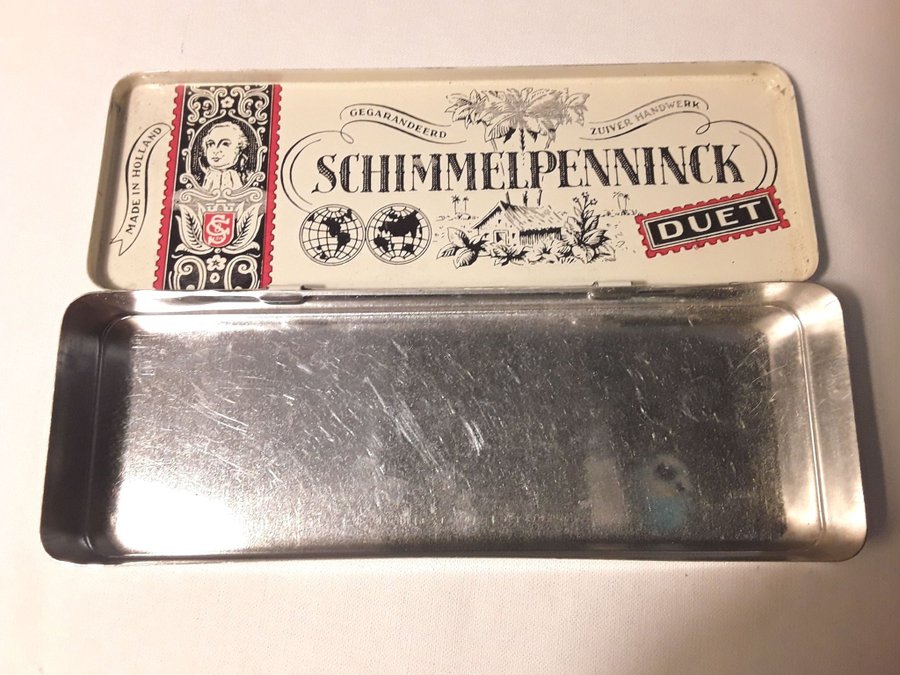 MADE IN HOLLAND
GEGARANDEERD
ZUIVER HANDWERK
SCHIMMELPENNINCK
DUET